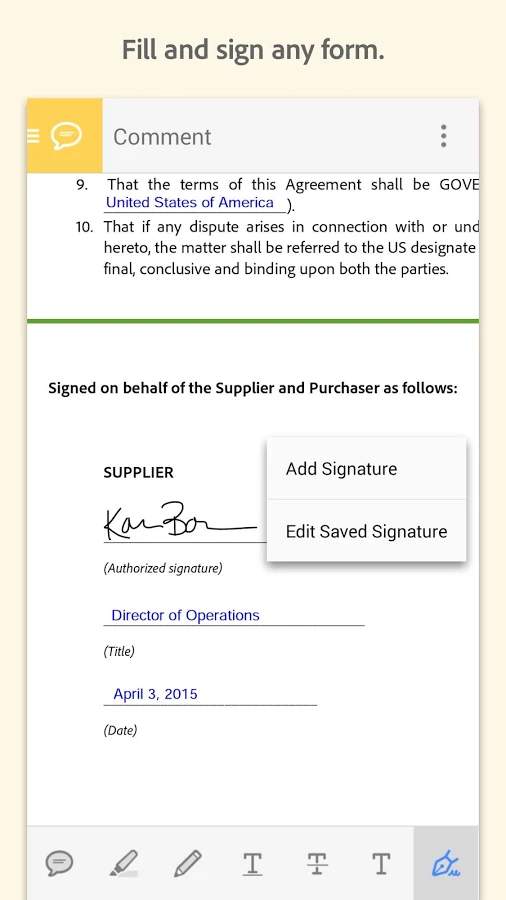 Fill and sign any form.
Comment
9. That the terms of this Agreement shall be GOVE
United States of America ).
10. That if any dispute arises in connection with or und
hereto, the matter shall be referred to the US designate
final, conclusive and binding upon both the parties.
Signed on behalf of the Supplier and Purchaser as follows:
Add Signature
SUPPLIER
Edit Saved Signature
(Authorized signature)
Director of Operations
(Title)
April 3, 2015
(Date)
T T T